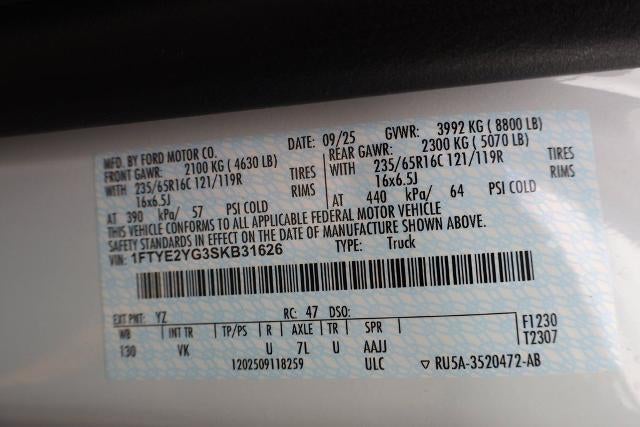 MFD. BY FORD MOTOR CO. DATE: 09/25 GVWR: 3992 KG ( 8800 LB)
FRONT GAWR: 2100 KG ( 4630 LB) REAR GAWR: 2300 KG ( 5070 LB)
WITH 235/65R16C 121/119R TIRES WITH 235/65R16C 121/119R TIRES
16x6.5J RIMS 16x6.5J RIMS
AT 390 kPa/ 57 PSI COLD AT 440 kPa/ 64 PSI COLD
THIS VEHICLE CONFORMS TO ALL APPLICABLE FEDERAL MOTOR VEHICLE
SAFETY STANDARDS IN EFFECT ON THE DATE OF MANUFACTURE SHOWN ABOVE.
VIN: 1FTYE2YG3SKB31626 TYPE: Truck
EXT PNT: YZ RC: 47 DSO:
WB INT TR TP/PS R AXLE TR SPR F1230
130 VK U 7L U AAJJ T2307
1202509118259 ULC ▽ RU5A-3520472-AB